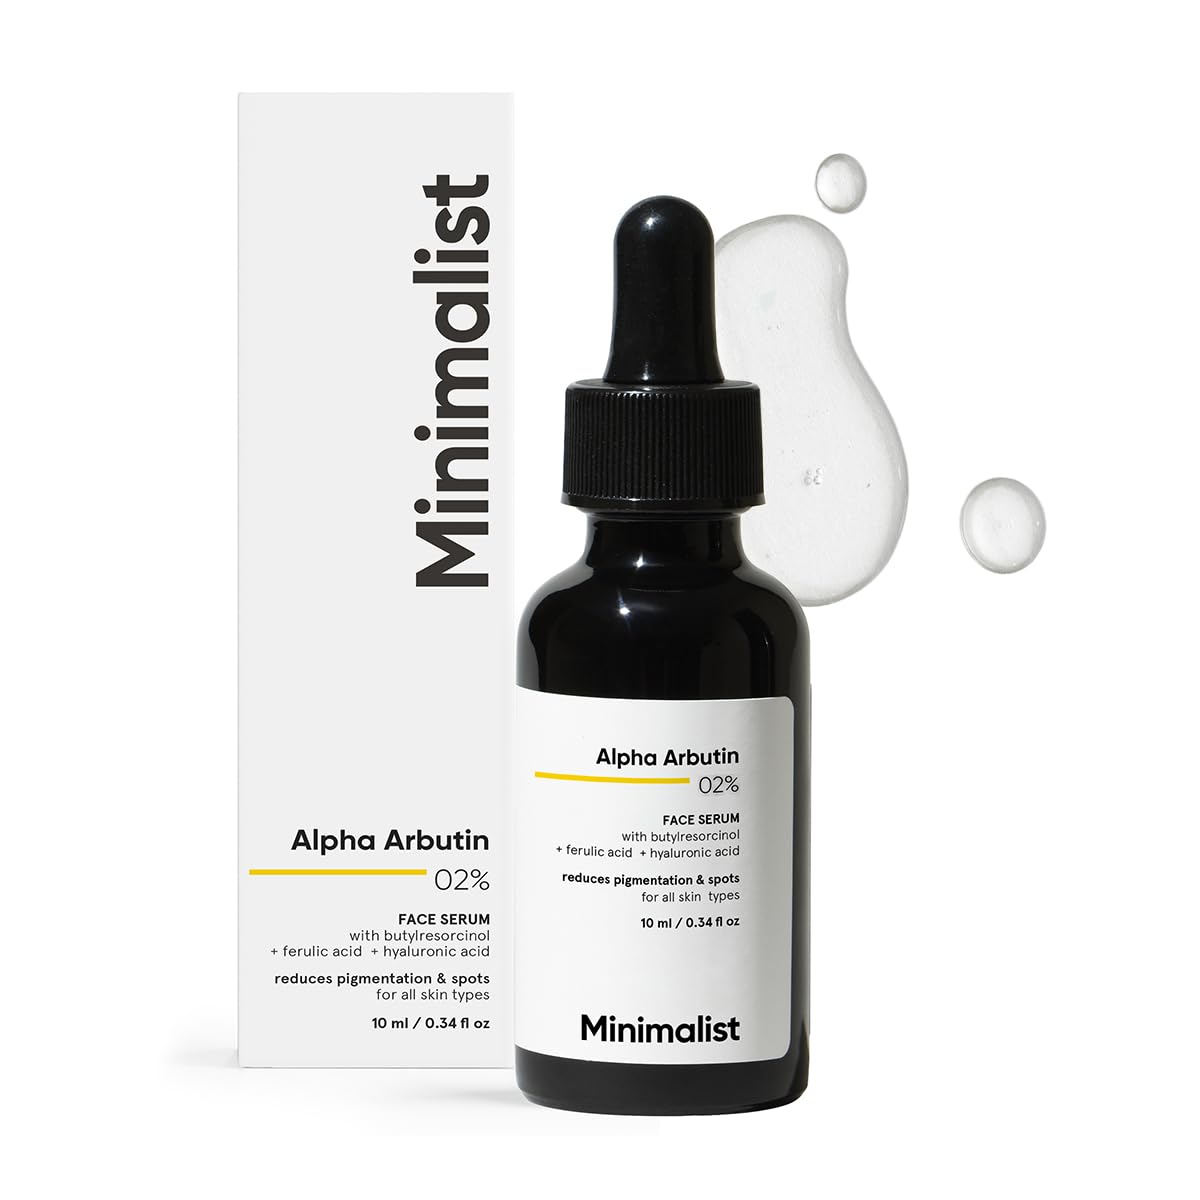 Minimalist
Alpha Arbutin
02%
FACE SERUM
with butylresorcinol
+ ferulic acid + hyaluronic acid
reduces pigmentation & spots
for all skin types
10 ml / 0.34 fl oz
Alpha Arbutin
02%
FACE SERUM
with butylresorcinol
+ ferulic acid + hyaluronic acid
reduces pigmentation & spots
for all skin types
10 ml / 0.34 fl oz
Minimalist